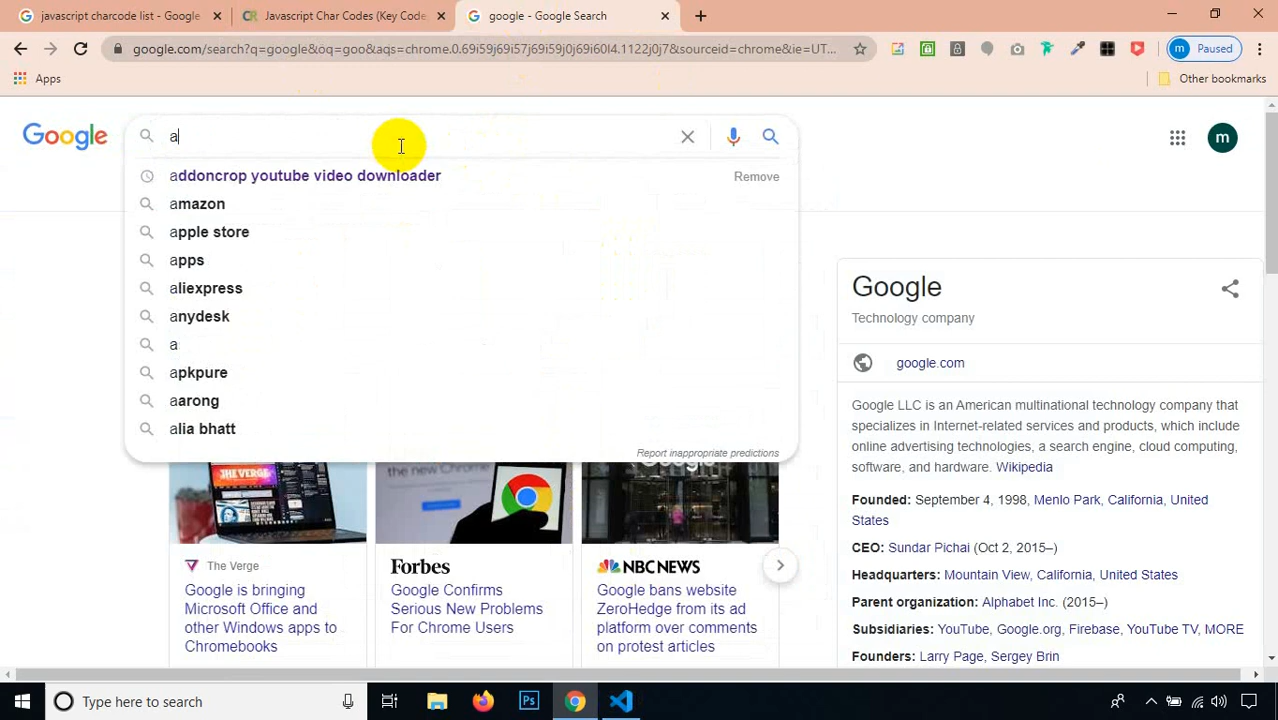 javascript charcode list - Google
Javascript Char Codes (Key Code
google - Google Search
google.com/search?q=google&oq=goo&aqs=chrome.0.69i59j69i57j69i59j0j69i60l4.1122j0j7&sourceid=chrome&ie=UT...
m Paused
Apps
Other bookmarks
Google
a
m
addoncrop youtube video downloader
Remove
amazon
apple store
apps
aliexpress
anydesk
a
apkpure
aarong
alia bhatt
Report inappropriate predictions
THE VERGE
The Verge
Google is bringing
Microsoft Office and
other Windows apps to
Chromebooks
Forbes
Google Confirms
Serious New Problems
For Chrome Users
NBC NEWS
Google bans website
ZeroHedge from its ad
platform over comments
on protest articles
Google
Technology company
google.com
Google LLC is an American multinational technology company that
specializes in Internet-related services and products, which include
online advertising technologies, a search engine, cloud computing,
software, and hardware. Wikipedia
Founded: September 4, 1998, Menlo Park, California, United
States
CEO: Sundar Pichai (Oct 2, 2015–)
Headquarters: Mountain View, California, United States
Parent organization: Alphabet Inc. (2015–)
Subsidiaries: YouTube, Google.org, Firebase, YouTube TV, MORE
Founders: Larry Page, Sergey Brin
Type here to search
Ps